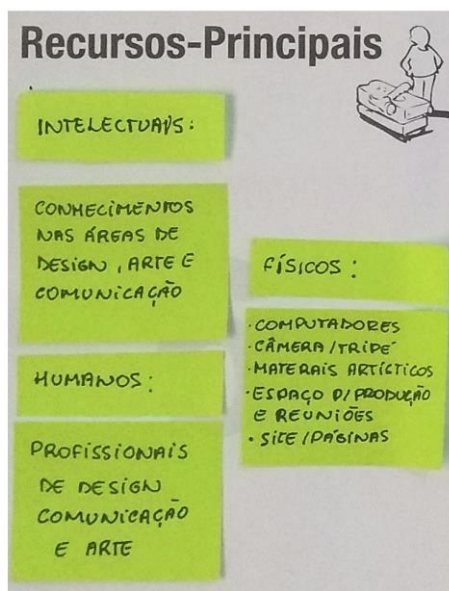 Recursos-Principais
INTELECTUAIS:
CONHECIMENTOS
NAS ÁREAS DE
DESIGN, ARTE E
COMUNICAÇÃO
HUMANOS:
PROFISSIONAIS
DE DESIGN
COMUNICAÇÃO
E ARTE
FÍSICOS:
· COMPUTADORES
· CÂMERA / TRIPÉ
· MATERAIS ARTÍCTICOS
· ESPAÇO P/ PRODUÇÃO
E REUNIÕES
· SITE / PÁGINAS